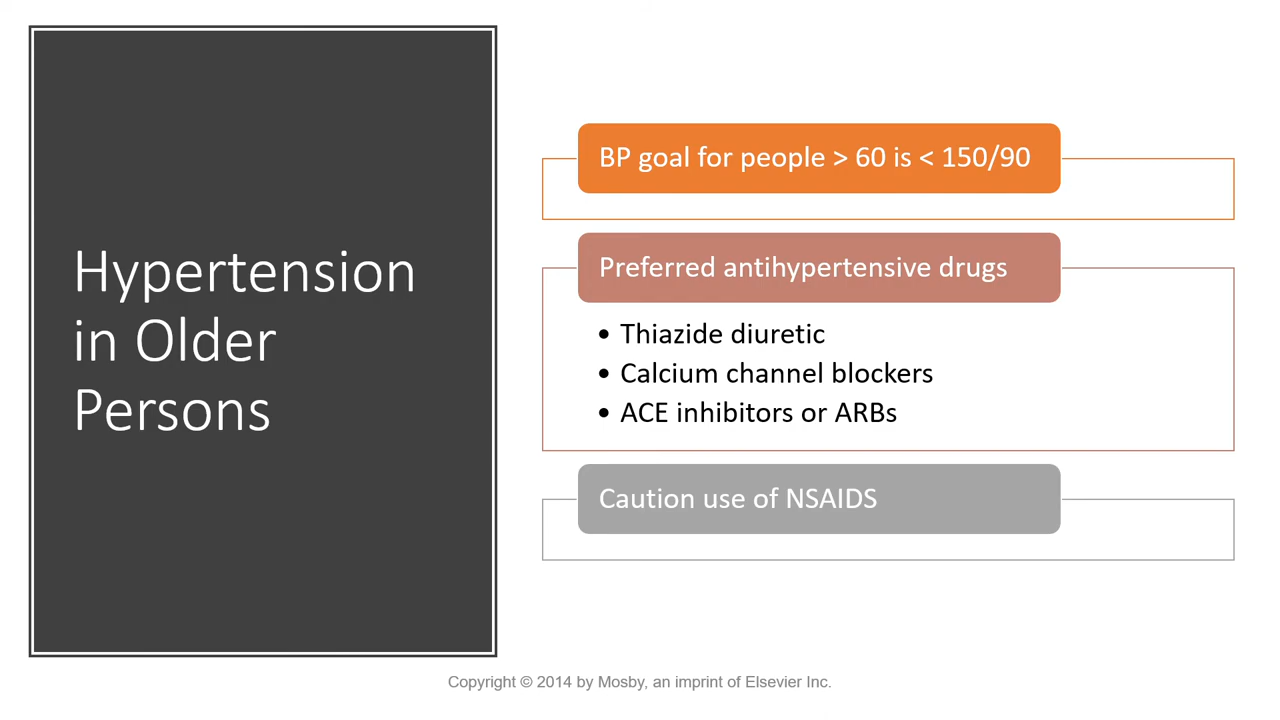 Hypertension
in Older
Persons
BP goal for people > 60 is < 150/90
Preferred antihypertensive drugs
• Thiazide diuretic
• Calcium channel blockers
• ACE inhibitors or ARBs
Caution use of NSAIDS
Copyright © 2014 by Mosby, an imprint of Elsevier Inc.